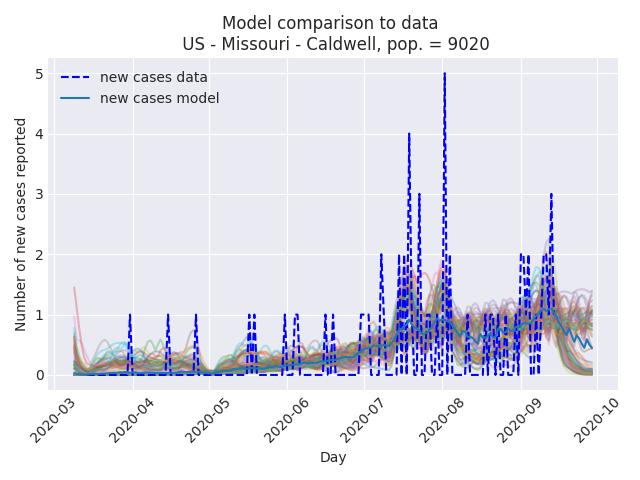 Model comparison to data
US - Missouri - Caldwell, pop. = 9020
new cases data
new cases model
Number of new cases reported
5
4
3
2
1
0
2020-03
2020-04
2020-05
2020-06
2020-07
2020-08
2020-09
2020-10
Day